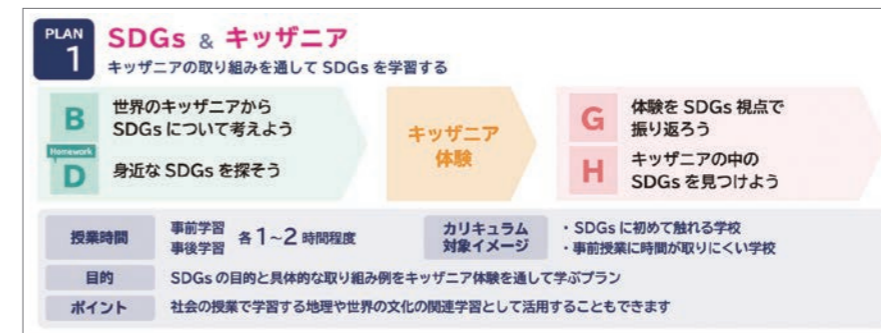 PLAN
1
SDGs & キッザニア
キッザニアの取り組みを通して SDGs を学習する
B
世界のキッザニアから
SDGs について考えよう
Homework
D
身近な SDGs を探そう
キッザニア
体験
G
体験を SDGs 視点で
振り返ろう
H
キッザニアの中の
SDGs を見つけよう
授業時間
事前学習
事後学習
各 1~2 時間程度
カリキュラム
対象イメージ
・SDGs に初めて触れる学校
・事前授業に時間が取りにくい学校
目的
SDGs の目的と具体的な取り組み例をキッザニア体験を通して学ぶプラン
ポイント
社会の授業で学習する地理や世界の文化の関連学習として活用することもできます